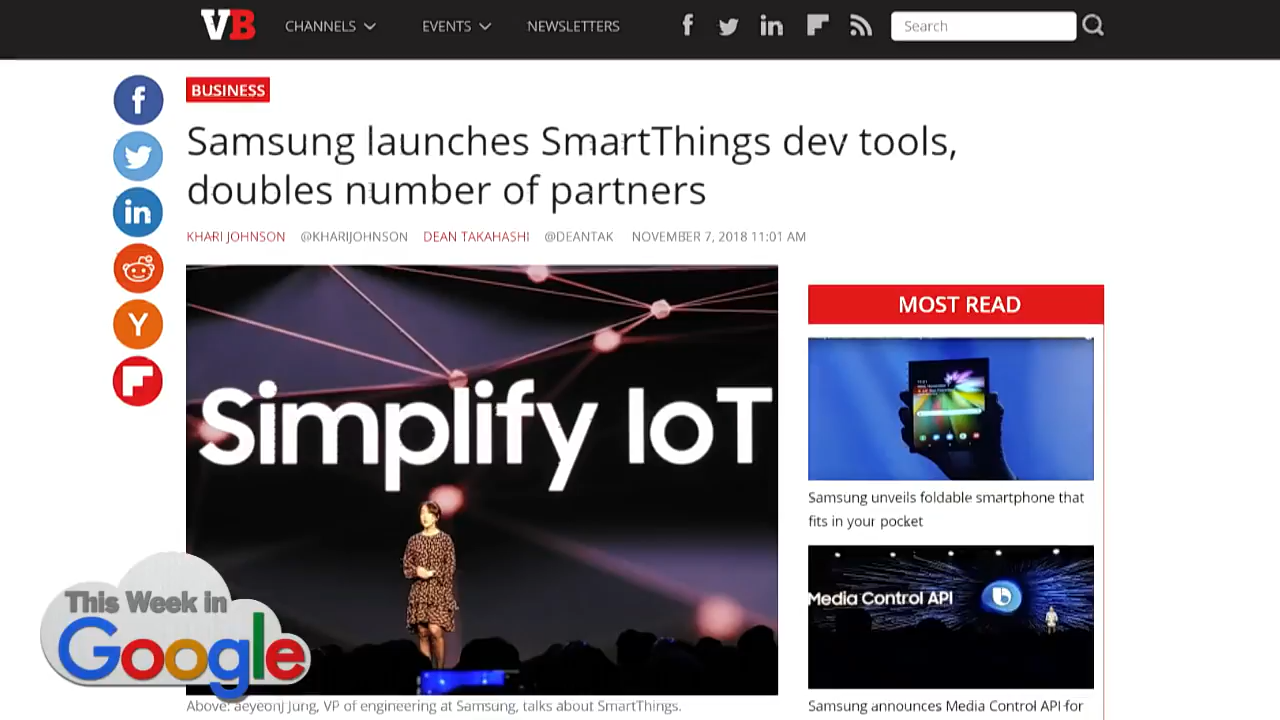 VB
CHANNELS
EVENTS
NEWSLETTERS
Search
BUSINESS
Samsung launches SmartThings dev tools,
doubles number of partners
KHARI JOHNSON @KHARIJOHNSON DEAN TAKAHASHI @DEANTAK NOVEMBER 7, 2018 11:01 AM
Simplify IoT
Above: aeyeonJ Jung, VP of engineering at Samsung, talks about SmartThings.
MOST READ
Samsung unveils foldable smartphone that
fits in your pocket
Media Control API
Samsung announces Media Control API for
This Week in
Google